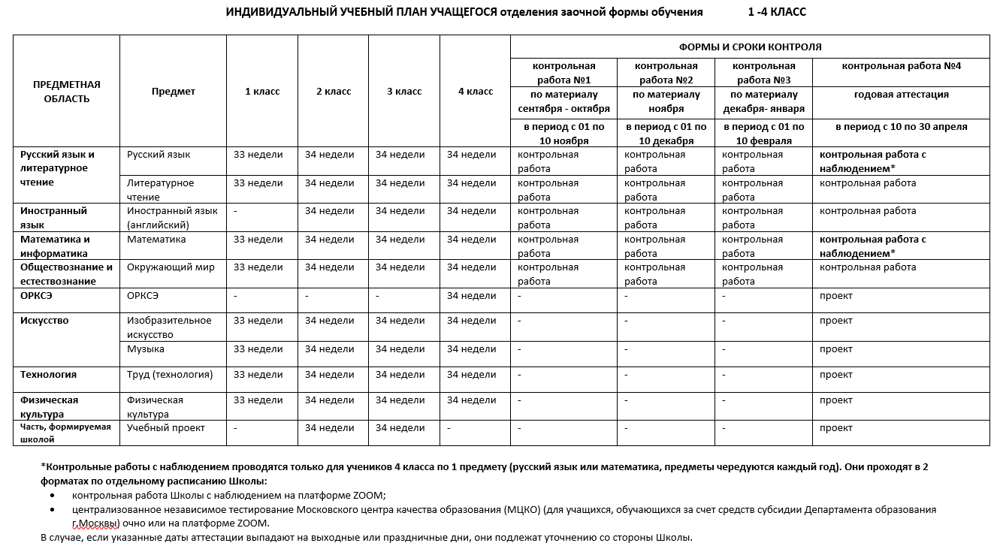 ИНДИВИДУАЛЬНЫЙ УЧЕБНЫЙ ПЛАН УЧАЩЕГОСЯ отделения заочной формы обучения 1 -4 КЛАСС
ПРЕДМЕТНАЯ ОБЛАСТЬ Предмет 1 класс 2 класс 3 класс 4 класс ФОРМЫ И СРОКИ КОНТРОЛЯ
контрольная работа №1 контрольная работа №2 контрольная работа №3 контрольная работа №4
по материалу сентября - октября по материалу ноября по материалу декабря- января годовая аттестация
в период с 01 по 10 ноября в период с 01 по 10 декабря в период с 01 по 10 февраля в период с 10 по 30 апреля
Русский язык и литературное чтение Русский язык 33 недели 34 недели 34 недели 34 недели контрольная работа контрольная работа контрольная работа контрольная работа с наблюдением*
Литературное чтение 33 недели 34 недели 34 недели 34 недели контрольная работа контрольная работа контрольная работа контрольная работа
Иностранный язык Иностранный язык (английский) - 34 недели 34 недели 34 недели контрольная работа контрольная работа контрольная работа контрольная работа
Математика и информатика Математика 33 недели 34 недели 34 недели 34 недели контрольная работа контрольная работа контрольная работа контрольная работа с наблюдением*
Обществознание и естествознание Окружающий мир 33 недели 34 недели 34 недели 34 недели контрольная работа контрольная работа контрольная работа контрольная работа
ОРКСЭ ОРКСЭ - - - 34 недели - - - проект
Искусство Изобразительное искусство 33 недели 34 недели 34 недели 34 недели - - - проект
Музыка 33 недели 34 недели 34 недели 34 недели - - - проект
Технология Труд (технология) 33 недели 34 недели 34 недели 34 недели - - - проект
Физическая культура Физическая культура 33 недели 34 недели 34 недели 34 недели - - - проект
Часть, формируемая школой Учебный проект - 34 недели 34 недели - - - - проект
*Контрольные работы с наблюдением проводятся только для учеников 4 класса по 1 предмету (русский язык или математика, предметы чередуются каждый год). Они проходят в 2
форматах по отдельному расписанию Школы:
• контрольная работа Школы с наблюдением на платформе ZOOM;
• централизованное независимое тестирование Московского центра качества образования (МЦКО) (для учащихся, обучающихся за счет средств субсидии Департамента образования
г.Москвы) очно или на платформе ZOOM.
В случае, если указанные даты аттестации выпадают на выходные или праздничные дни, они подлежат уточнению со стороны Школы.